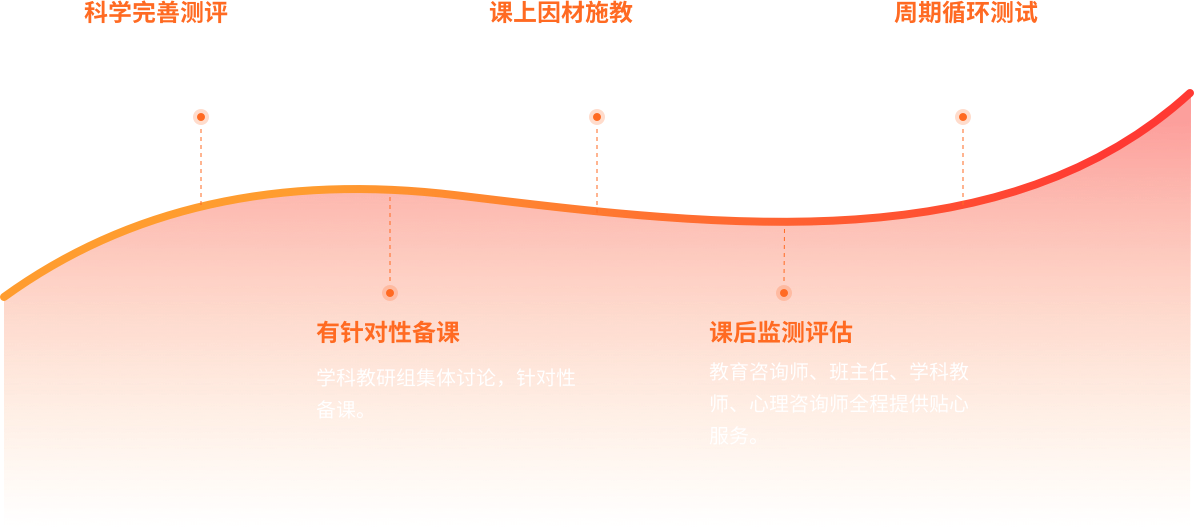 科学完善测评
课上因材施教
周期循环测试
有针对性备课
学科教研组集体讨论，针对性
备课。
课后监测评估
教育咨询师、班主任、学科教
师、心理咨询师全程提供贴心
服务。